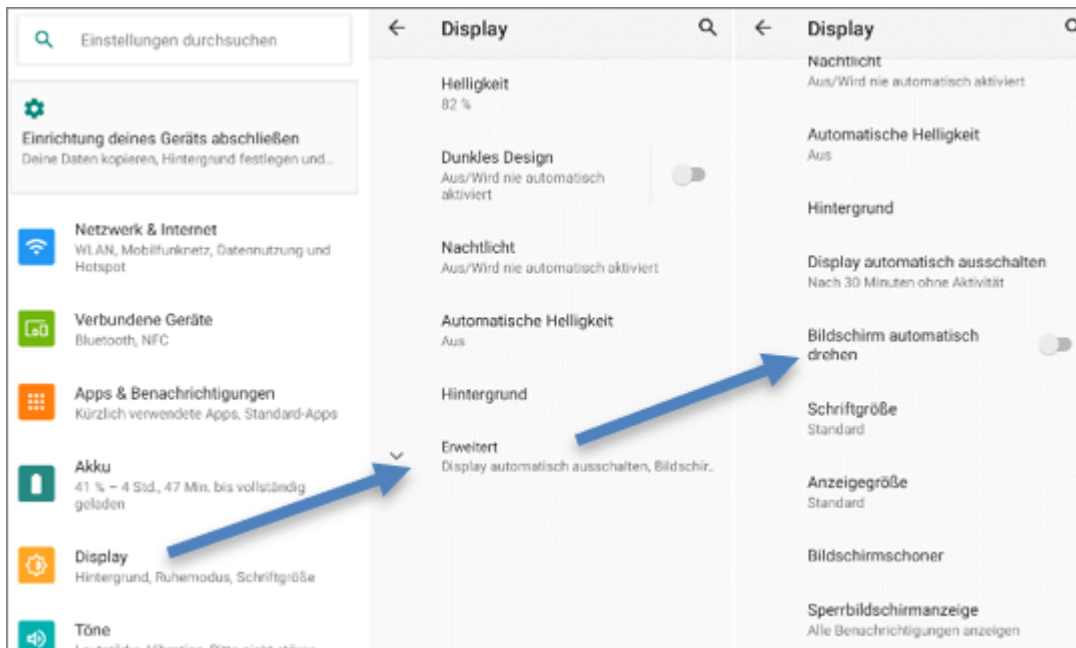 Einstellungen durchsuchen
Einrichtung deines Geräts abschließen
Deine Daten kopieren, Hintergrund festlegen und...
Netzwerk & Internet
WLAN, Mobilfunknetz, Datennutzung und
Hotspot
Verbundene Geräte
Bluetooth, NFC
Apps & Benachrichtigungen
Kürzlich verwendete Apps, Standard-Apps
Akku
41 % – 4 Std., 47 Min. bis vollständig
geladen
Display
Hintergrund, Ruhemodus, Schriftgröße
Töne
Display
Helligkeit
82 %
Dunkles Design
Aus/Wird nie automatisch
aktiviert
Nachtlicht
Aus/Wird nie automatisch aktiviert
Automatische Helligkeit
Aus
Hintergrund
Erweitert
Display automatisch ausschalten, Bildschir..
Display
Nachtlicht
Aus/Wird nie automatisch aktiviert
Automatische Helligkeit
Aus
Hintergrund
Display automatisch ausschalten
Nach 30 Minuten ohne Aktivität
Bildschirm automatisch
drehen
Schriftgröße
Standard
Anzeigegröße
Standard
Bildschirmschoner
Sperrbildschirmanzeige
Alle Benachrichtigungen anzeigen